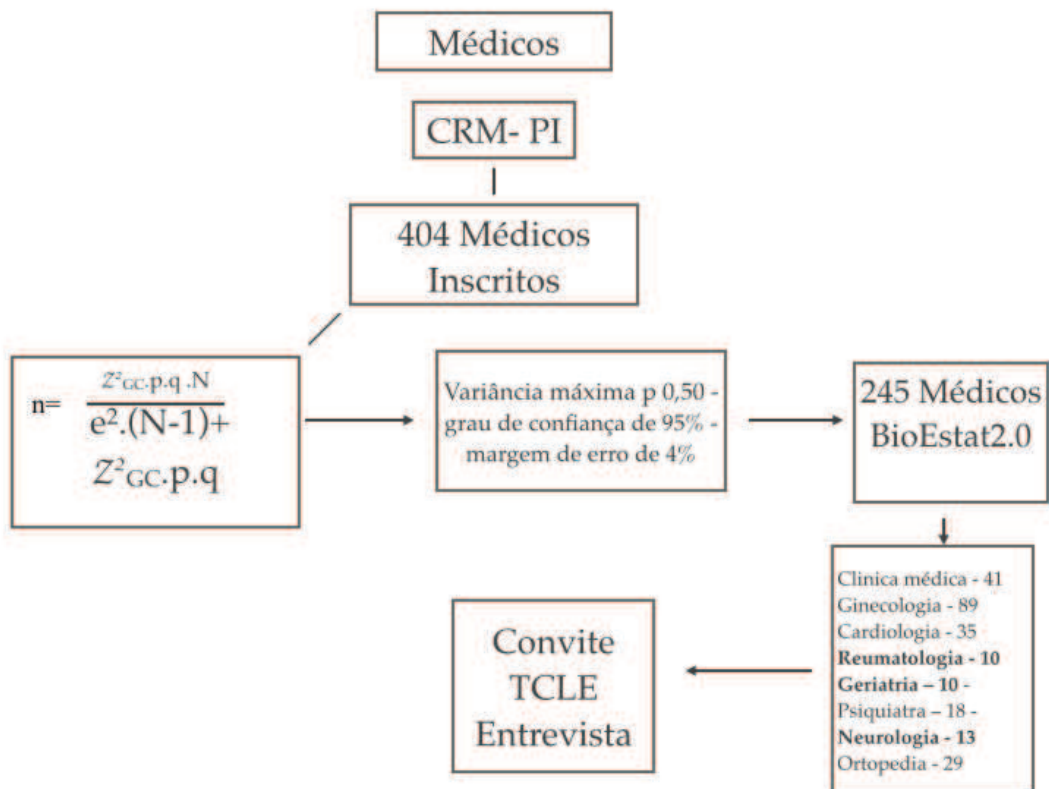 Médicos
CRM- PI
404 Médicos
Inscritos
n=
Z²GC.p.q .N
e².(N-1)+
Z²GC.p.q
Variância máxima p 0,50 -
grau de confiança de 95% -
margem de erro de 4%
245 Médicos
BioEstat2.0
Clinica médica - 41
Ginecologia - 89
Cardiologia - 35
Reumatologia - 10
Geriatria – 10 -
Psiquiatra – 18 -
Neurologia - 13
Ortopedia - 29
Convite
TCLE
Entrevista